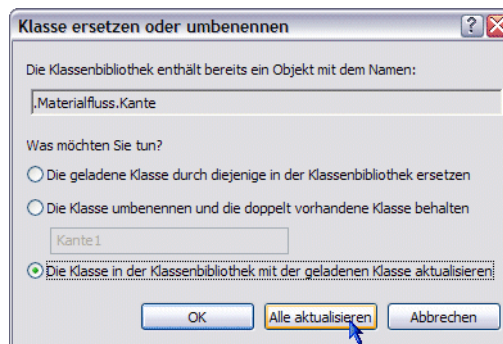 Klasse ersetzen oder umbenennen
Die Klassenbibliothek enthält bereits ein Objekt mit dem Namen:
.Materialfluss.Kante
Was möchten Sie tun?
Die geladene Klasse durch diejenige in der Klassenbibliothek ersetzen
Die Klasse umbenennen und die doppelt vorhandene Klasse behalten
Kante1
Die Klasse in der Klassenbibliothek mit der geladenen Klasse aktualisieren
OK Alle aktualisieren Abbrechen